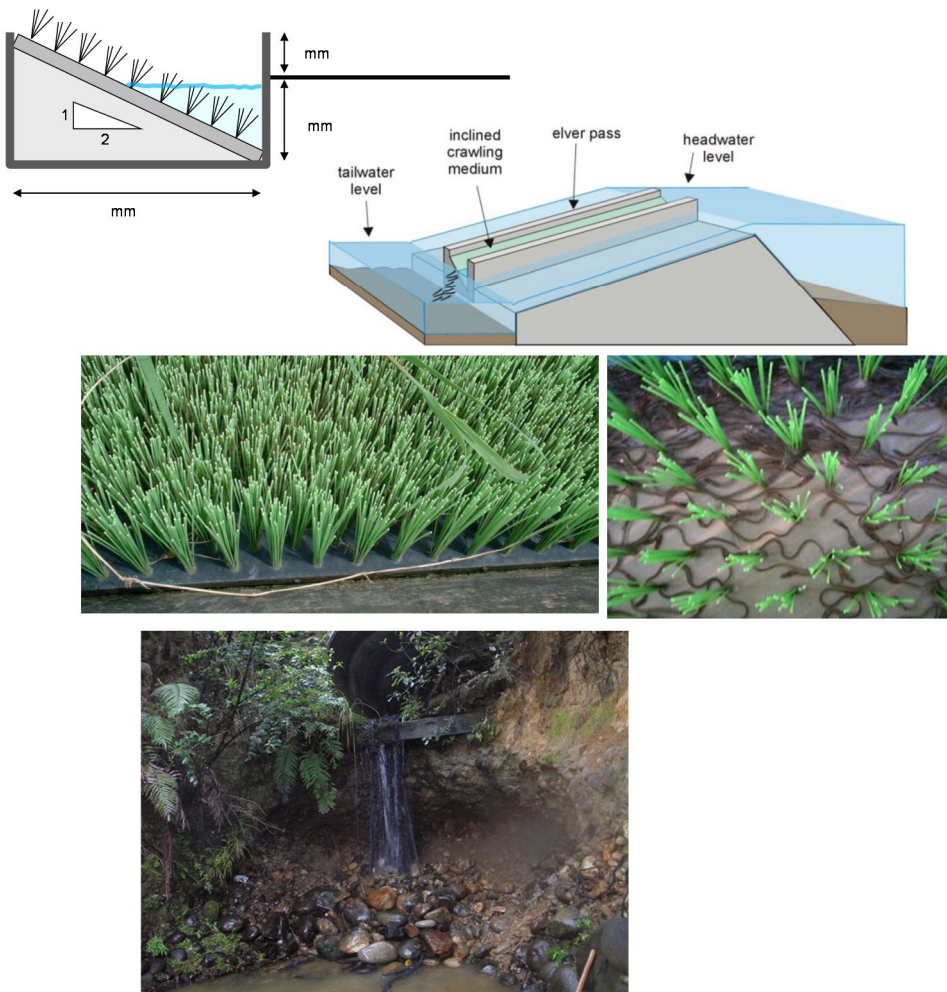 mm
1
2
mm
mm
inclined
crawling
medium
elver pass
headwater
level
tailwater
level